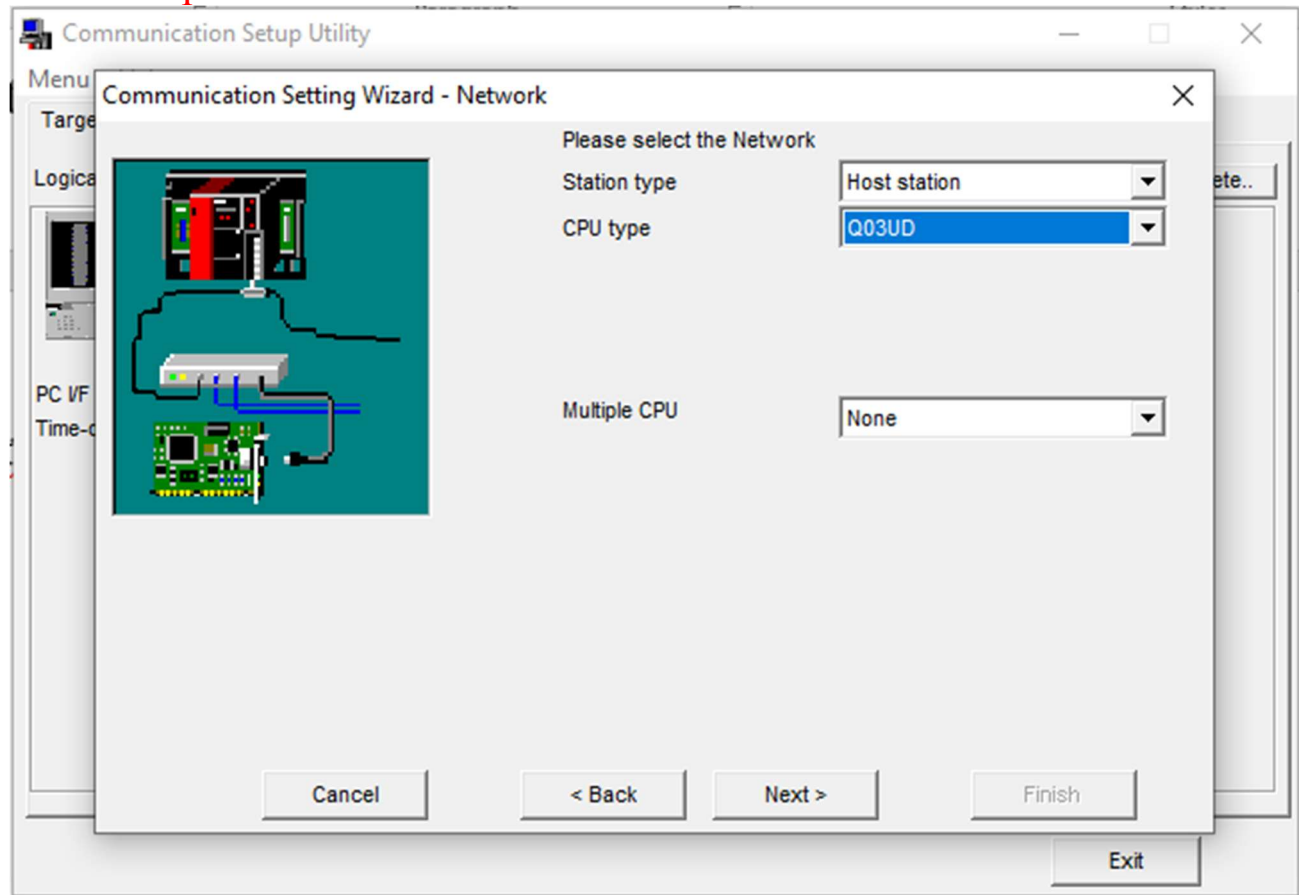 Communication Setup Utility
Menu
Communication Setting Wizard - Network
Targe
Please select the Network
Logica
Station type
Host station
ete..
CPU type
Q03UD
PC I/F
Multiple CPU
None
Time-
Cancel
< Back
Next >
Finish
Exit